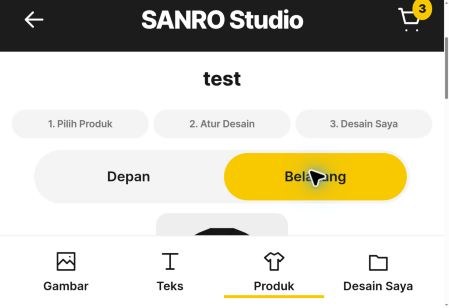 SANRO Studio
3
test
1. Pilih Produk
2. Atur Desain
3. Desain Saya
Depan
Gambar
Teks
Produk
Desain Saya